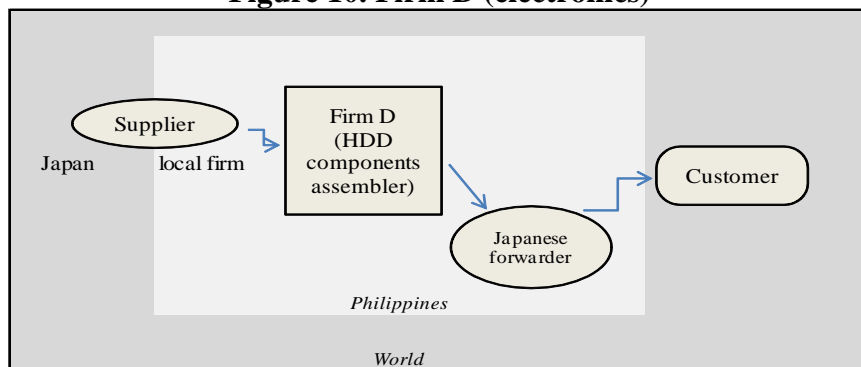 Figure 10. Firm D (electronics)
Supplier
Japan
local firm
Firm D
(HDD
components
assembler)
Japanese
forwarder
Customer
Philippines
World